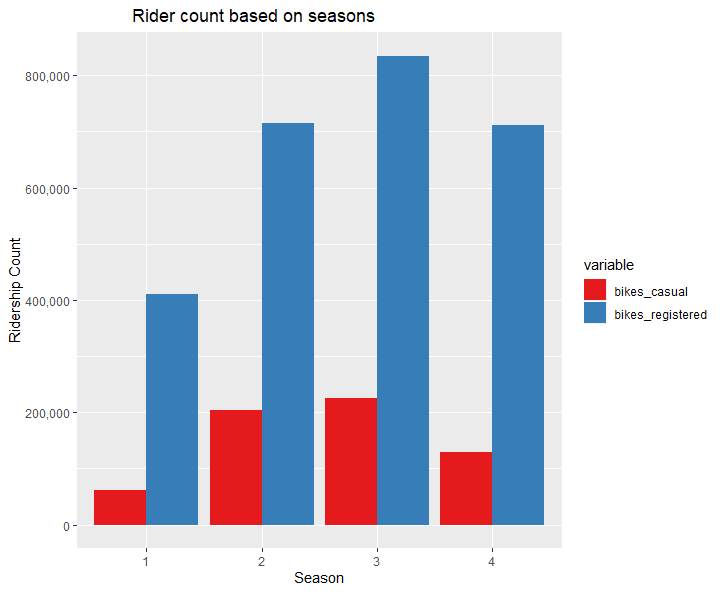 Rider count based on seasons
800,000
600,000
400,000
200,000
0
Ridership Count
1 2 3 4
Season
variable
bikes_casual
bikes_registered